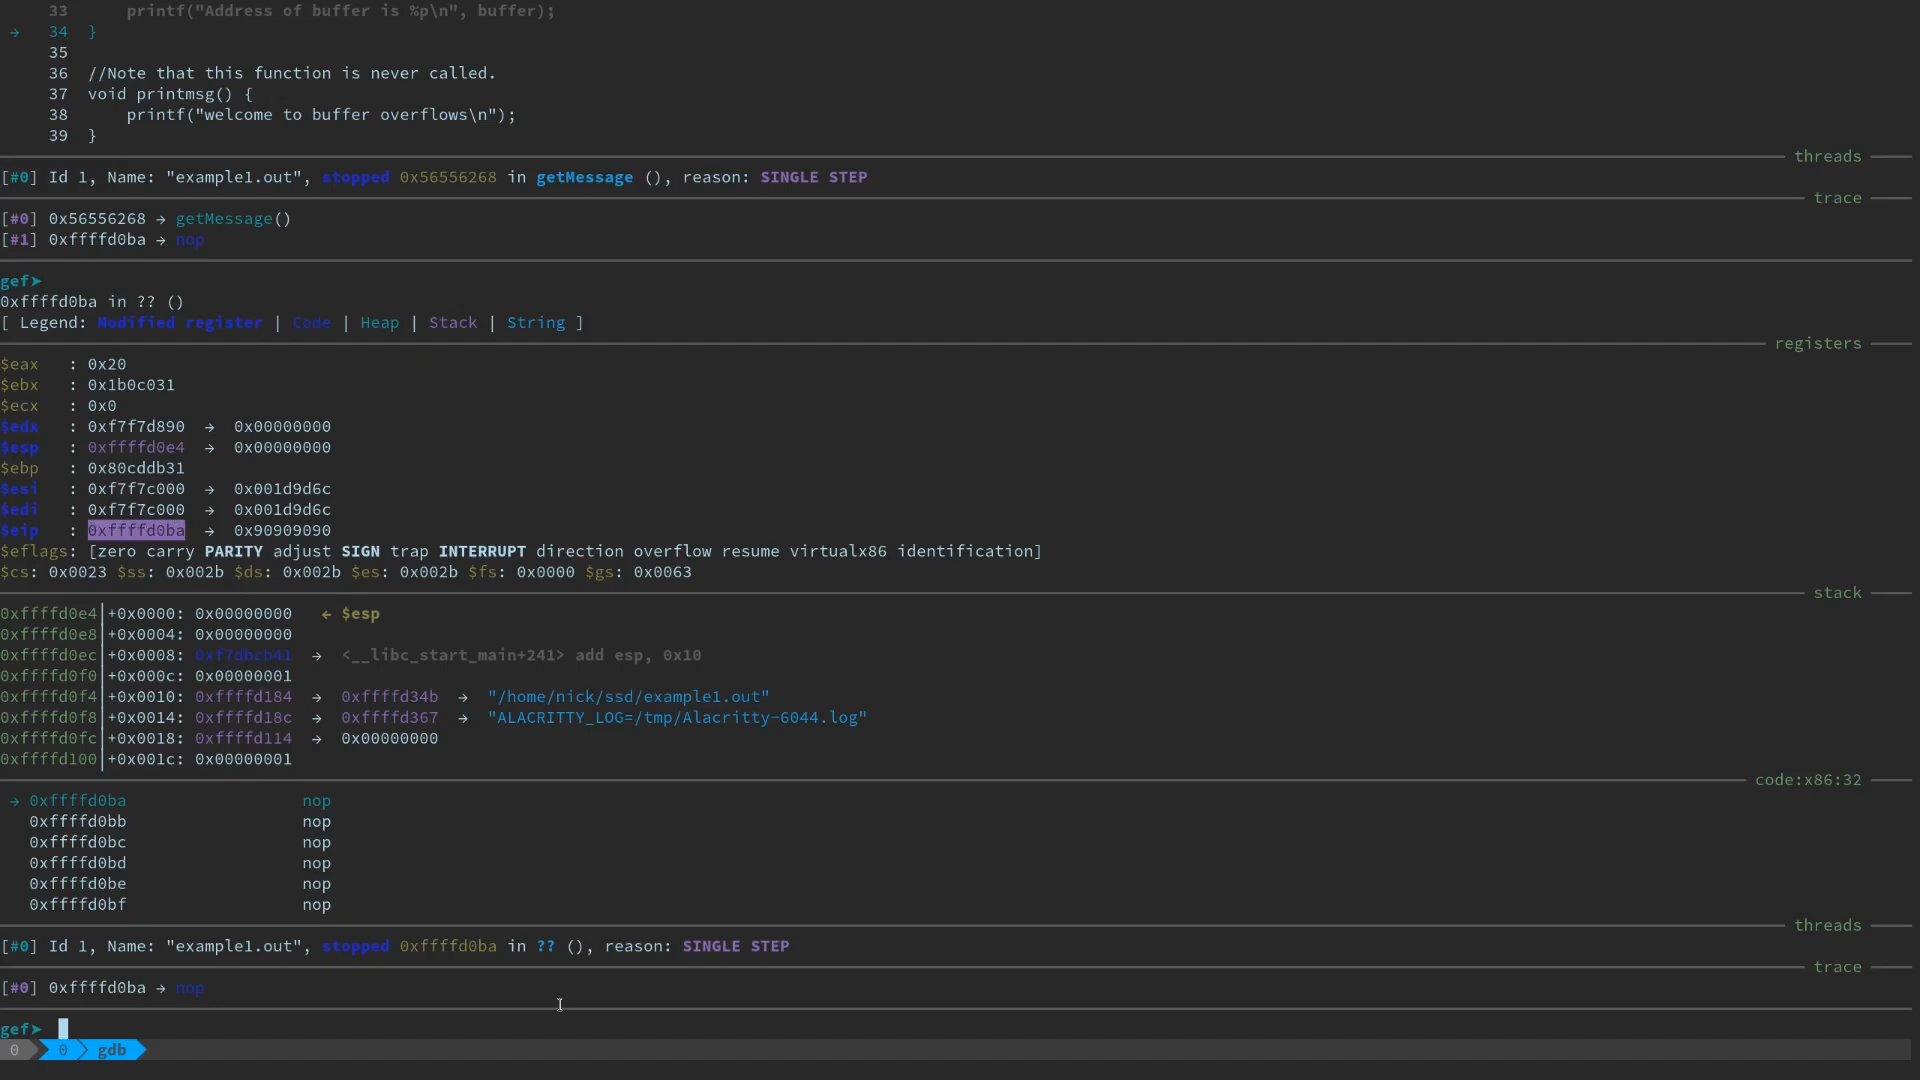 33      printf("Address of buffer is %p\n", buffer);
→   34  }
35
36  //Note that this function is never called.
37  void printmsg() {
38      printf("welcome to buffer overflows\n");
39  }
threads
[#0] Id 1, Name: "example1.out", stopped 0x56556268 in getMessage (), reason: SINGLE STEP
trace
[#0] 0x56556268 → getMessage()
[#1] 0xffffd0ba → nop
gef➤
0xffffd0ba in ?? ()
[ Legend: Modified register | Code | Heap | Stack | String ]
registers
$eax   : 0x20
$ebx   : 0x1b0c031
$ecx   : 0x0
$edx   : 0xf7f7d890  →  0x00000000
$esp   : 0xffffd0e4  →  0x00000000
$ebp   : 0x80cddb31
$esi   : 0xf7f7c000  →  0x001d9d6c
$edi   : 0xf7f7c000  →  0x001d9d6c
$eip   : 0xffffd0ba  →  0x90909090
$eflags: [zero carry PARITY adjust SIGN trap INTERRUPT direction overflow resume virtualx86 identification]
$cs: 0x0023 $ss: 0x002b $ds: 0x002b $es: 0x002b $fs: 0x0000 $gs: 0x0063
stack
0xffffd0e4│+0x0000: 0x00000000   ← $esp
0xffffd0e8│+0x0004: 0x00000000
0xffffd0ec│+0x0008: 0xf7dbcb41  →  <__libc_start_main+241> add esp, 0x10
0xffffd0f0│+0x000c: 0x00000001
0xffffd0f4│+0x0010: 0xffffd184  →  0xffffd34b  →  "/home/nick/ssd/example1.out"
0xffffd0f8│+0x0014: 0xffffd18c  →  0xffffd367  →  "ALACRITTY_LOG=/tmp/Alacritty-6044.log"
0xffffd0fc│+0x0018: 0xffffd114  →  0x00000000
0xffffd100│+0x001c: 0x00000001
code:x86:32
→ 0xffffd0ba                  nop
0xffffd0bb                  nop
0xffffd0bc                  nop
0xffffd0bd                  nop
0xffffd0be                  nop
0xffffd0bf                  nop
threads
[#0] Id 1, Name: "example1.out", stopped 0xffffd0ba in ?? (), reason: SINGLE STEP
trace
[#0] 0xffffd0ba → nop
gef➤
0 0 gdb